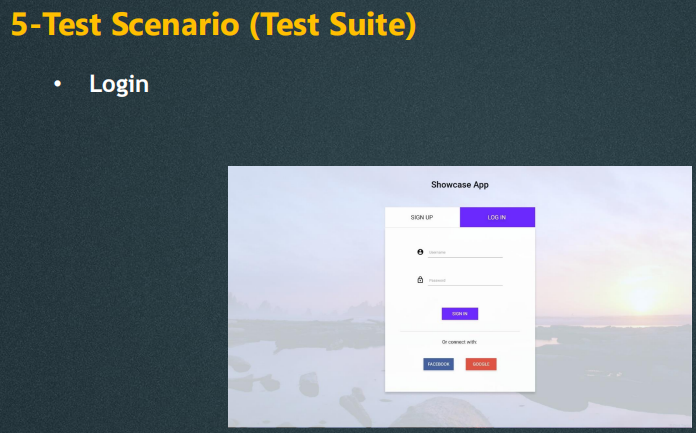 5-Test Scenario (Test Suite)
• Login
Showcase App
SIGN UP LOG IN
Username
Password
SIGN IN
Or connect with:
FACEBOOK GOOGLE